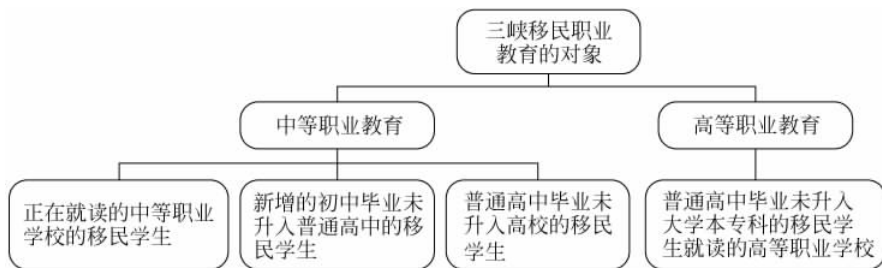 三峡移民职业
教育的对象
中等职业教育
高等职业教育
正在就读的中等职业
学校的移民学生
新增的初中毕业未
升入普通高中的移
民学生
普通高中毕业未
升入高校的移民
学生
普通高中毕业未升入
大学本专科的移民学
生就读的高等职业学校